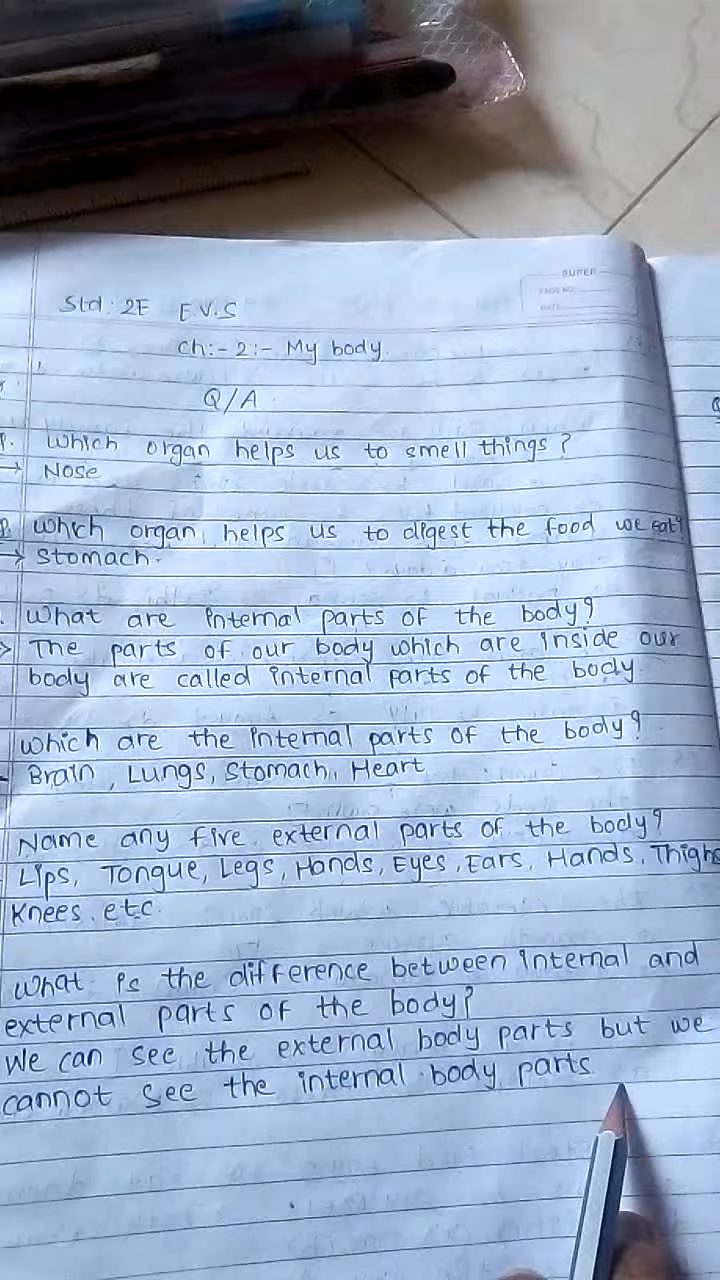 SUPER
PAGE NO.
DATE
Std: 2E E.V.S
Ch:- 2:- My body.
Q/A.
Which organ helps us to smell things?
→ Nose
Which organ helps us to digest the food we eat?
→ Stomach.
What are internal parts of the body?
The parts of our body which are inside our
body are called internal parts of the body.
Which are the internal parts of the body?
Brain, Lungs, Stomach, Heart
Name any five external parts of the body?
Lips, Tongue, Legs, Hands, Eyes, Ears, Hands, Thighs
Knees, etc.
What is the difference between internal and
external parts of the body?
We can see the external body parts but we
cannot see the internal body parts.